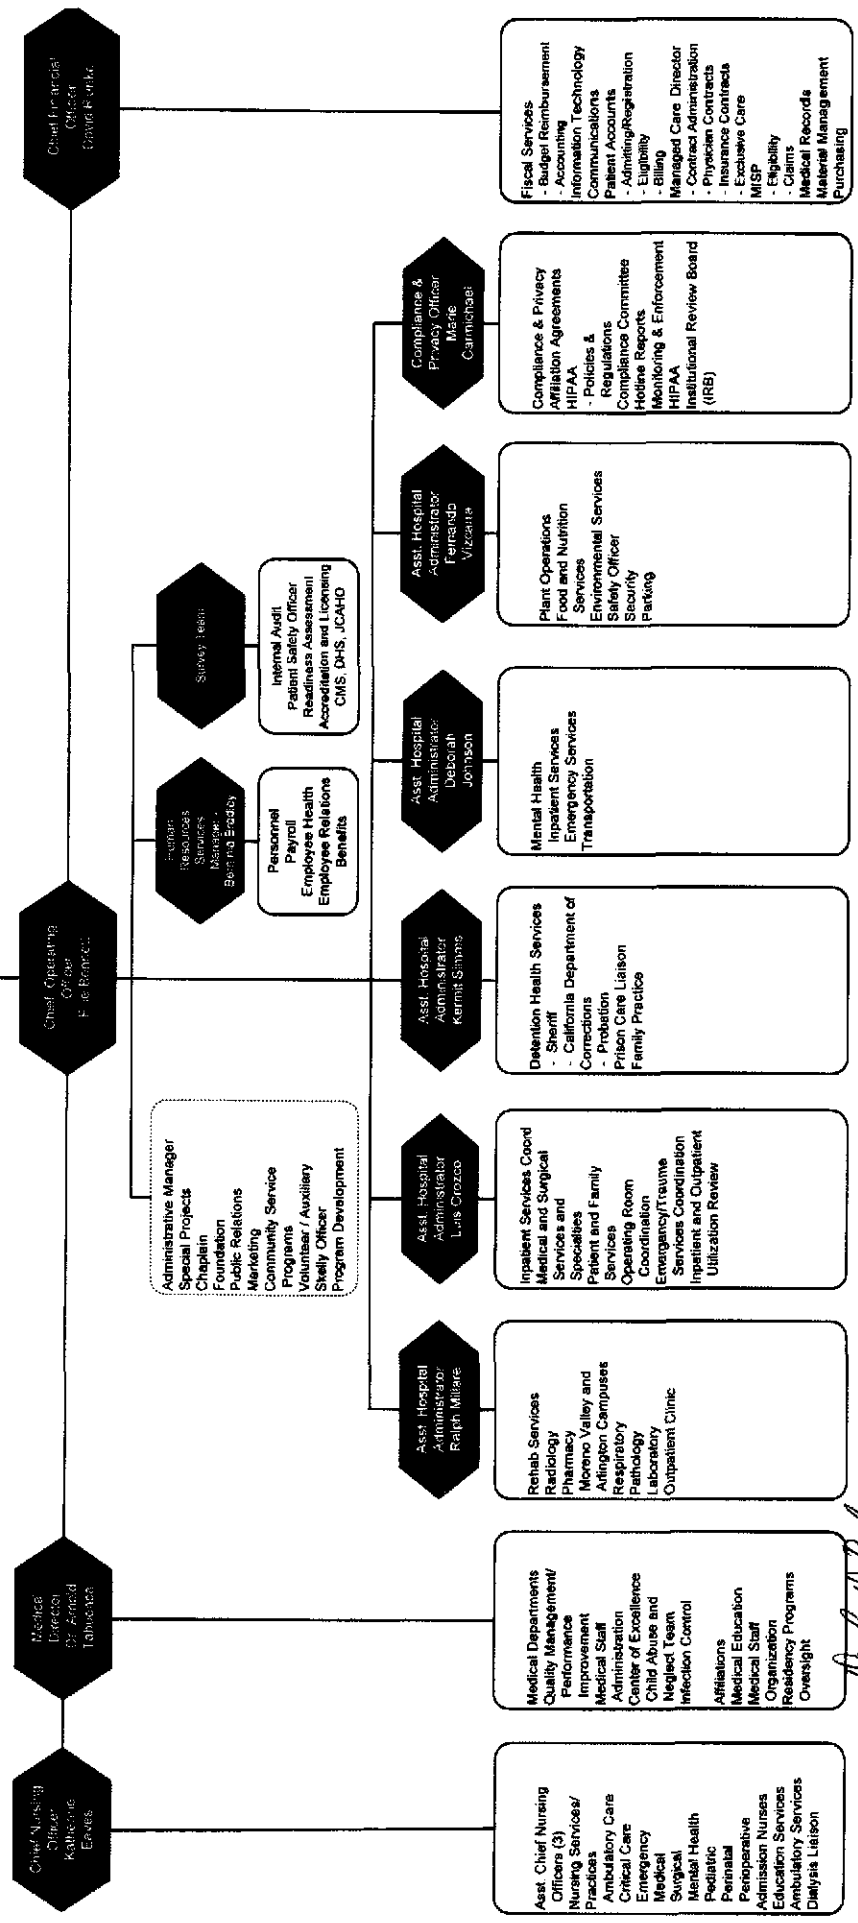 Chief Nursing
Officer
Katherine
Eaves
Asst. Chief Nursing
Officers (3)
Nursing Services/
Practices
Ambulatory Care
Critical Care
Emergency
Medical
Surgical
Mental Health
Pediatric
Perinatal
Perioperative
Admission Nurses
Education Services
Ambulatory Services
Dialysis Liaison
Medical
Director
Dr. Arnold
Tabuenca
Medical Departments
Quality Management/
Performance
Improvement
Medical Staff
Administration
Center of Excellence
Child Abuse and
Neglect Team
Infection Control
Affiliations
Medical Education
Medical Staff
Organization
Residency Programs
Oversight
Chief Operating
Officer
Bennett
Administrative Manager
Special Projects
Chaplain
Foundation
Public Relations
Marketing
Community Service
Programs
Volunteer / Auxiliary
Skelly Officer
Program Development
Human
Resources
Services
Manager -
Bradley
Personnel
Payroll
Employee Health
Employee Relations
Benefits
Survey Team
Internal Audit
Patient Safety Officer
Readiness Assessment
Accreditation and Licensing
CMS, DHS, JCAHO
Asst. Hospital
Administrator
Ralph Millare
Rehab Services
Radiology
Pharmacy
Moreno Valley and
Arlington Campuses
Respiratory
Pathology
Laboratory
Outpatient Clinic
Asst. Hospital
Administrator
Luis Orozco
Inpatient Services Coord
Medical and Surgical
Services and
Specialties
Patient and Family
Services
Operating Room
Coordination
Emergency/Trauma
Services Coordination
Inpatient and Outpatient
Utilization Review
Asst. Hospital
Administrator
Kermit Simms
Detention Health Services
- Sheriff
- California Department of
Corrections
- Probation
Prison Care Liaison
Family Practice
Asst. Hospital
Administrator
Deborah
Johnson
Mental Health
Inpatient Services
Emergency Services
Transportation
Asst. Hospital
Administrator
Fernando
Vizcarra
Plant Operations
Food and Nutrition
Services
Environmental Services
Safety Officer
Security
Parking
Compliance &
Privacy Officer
Marie
Carmichael
Compliance & Privacy
Affiliation Agreements
HIPAA
- Policies &
Regulations
Compliance Committee
Hotline Reports
Monitoring & Enforcement
HIPAA
Institutional Review Board
(IRB)
Chief Financial
Officer
David
Fiscal Services
- Budget Reimbursement
- Accounting
Information Technology
Communications
Patient Accounts
- Admitting/Registration
- Eligibility
- Billing
Managed Care Director
- Contract Administration
- Physician Contracts
- Insurance Contracts
- Exclusive Care
MISP
- Eligibility
- Claims
Medical Records
Material Management
Purchasing